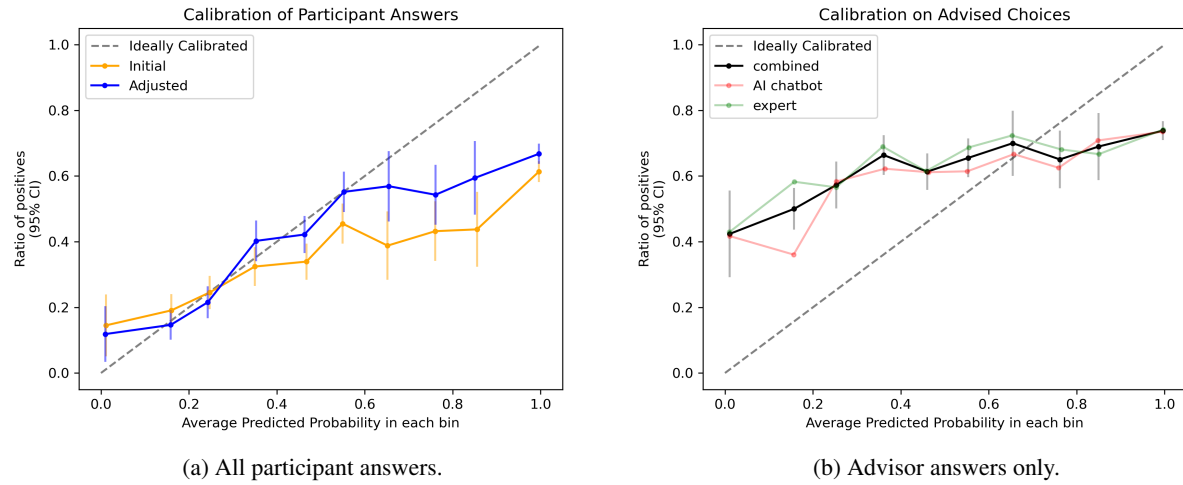 Calibration of Participant Answers
Ideally Calibrated
Initial
Adjusted
1.0
0.8
0.6
0.4
0.2
0.0
Ratio of positives
(95% CI)
0.0 0.2 0.4 0.6 0.8 1.0
Average Predicted Probability in each bin
(a) All participant answers.
Calibration on Advised Choices
Ideally Calibrated
combined
AI chatbot
expert
1.0
0.8
0.6
0.4
0.2
0.0
Ratio of positives
(95% CI)
0.0 0.2 0.4 0.6 0.8 1.0
Average Predicted Probability in each bin
(b) Advisor answers only.